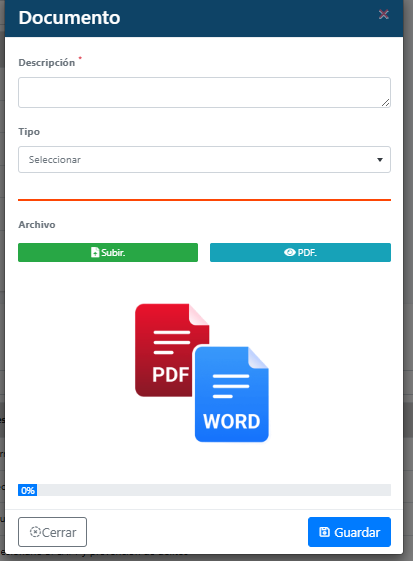 Documento
Descripción *
Tipo
Seleccionar
Archivo
Subir.
PDF.
PDF
WORD
0%
Cerrar
Guardar